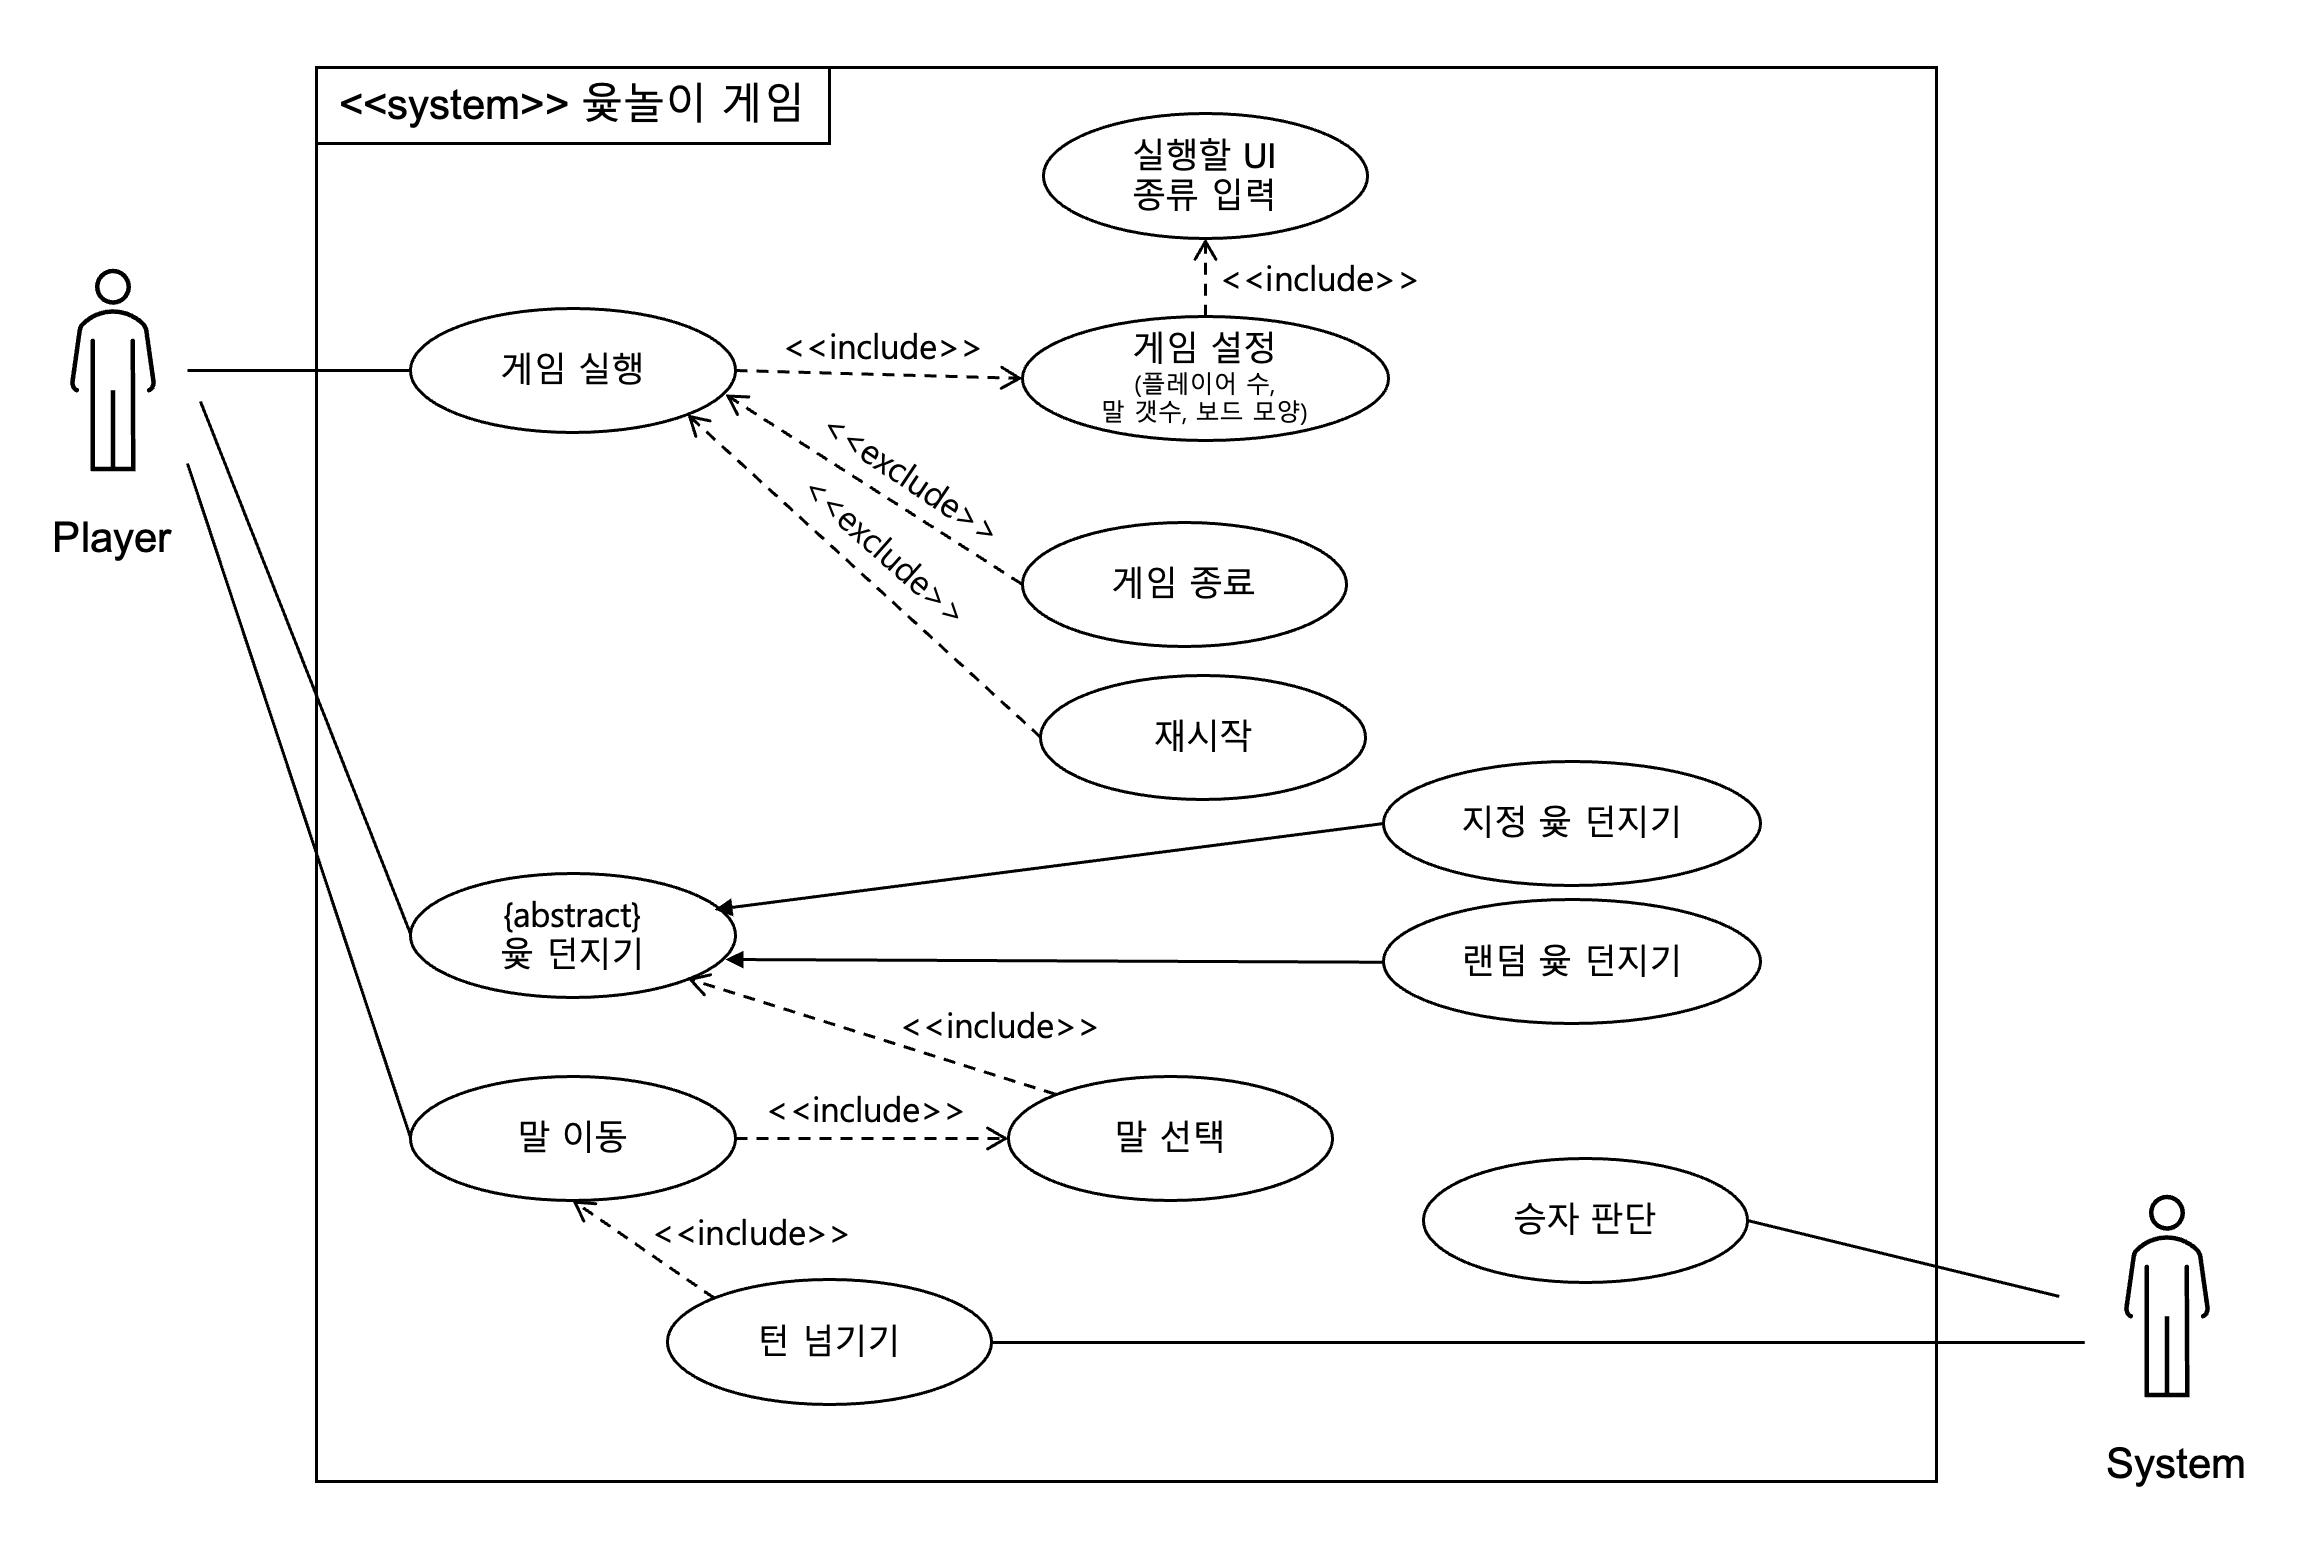 <<system>> 윷놀이 게임
실행할 UI
종류 입력
<<include>>
게임 실행
<<include>>
게임 설정
(플레이어 수,
말 갯수, 보드 모양)
Player
<<exclude>>
<<exclude>>
게임 종료
재시작
지정 윷 던지기
{abstract}
윷 던지기
랜덤 윷 던지기
<<include>>
말 이동
<<include>>
말 선택
승자 판단
<<include>>
턴 넘기기
System